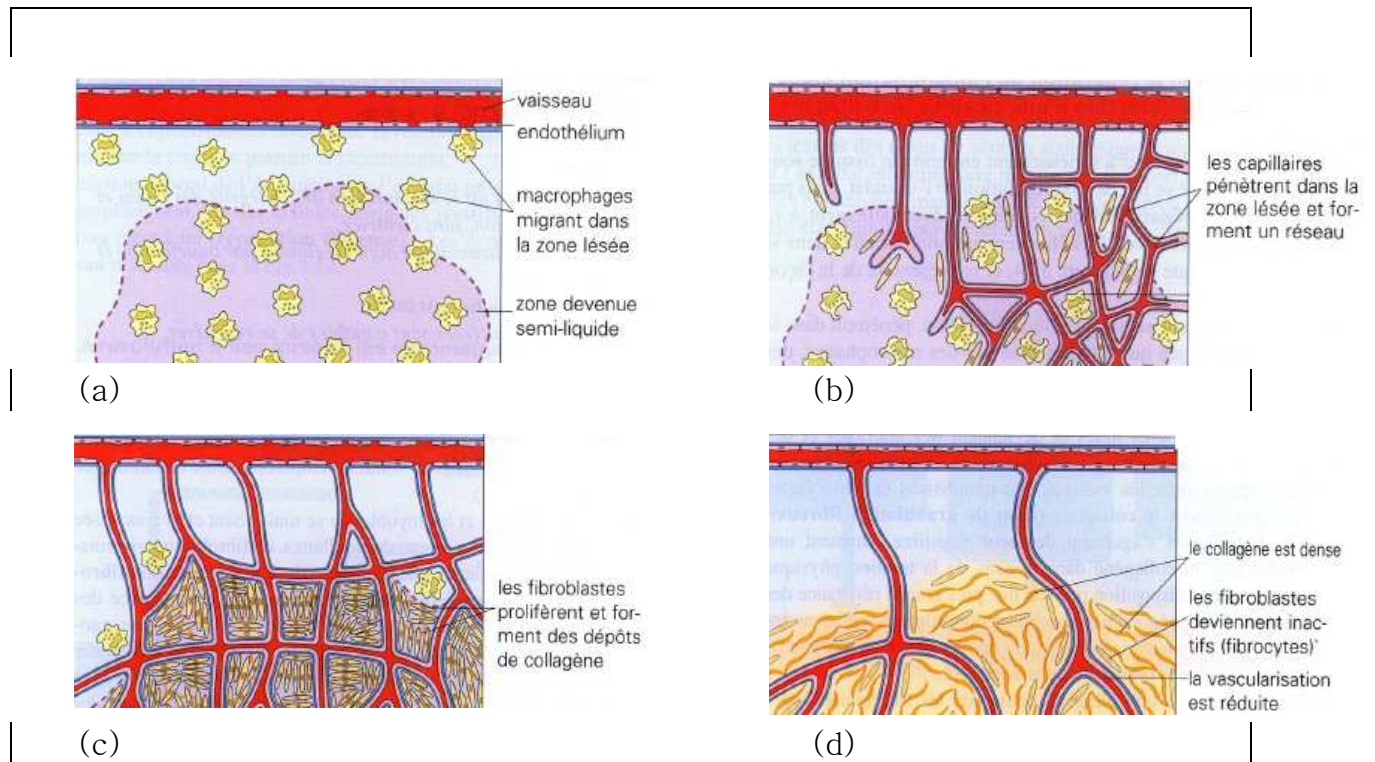 vaisseau
endothélium
macrophages
migrant dans
la zone lésée
zone devenue
semi-liquide
(a)
les capillaires
pénètrent dans la
zone lésée et for-
ment un réseau
(b)
les fibroblastes
prolifèrent et for-
ment des dépôts
de collagène
(c)
le collagène est dense
les fibroblastes
deviennent inac-
tifs (fibrocytes)
la vascularisation
est réduite
(d)